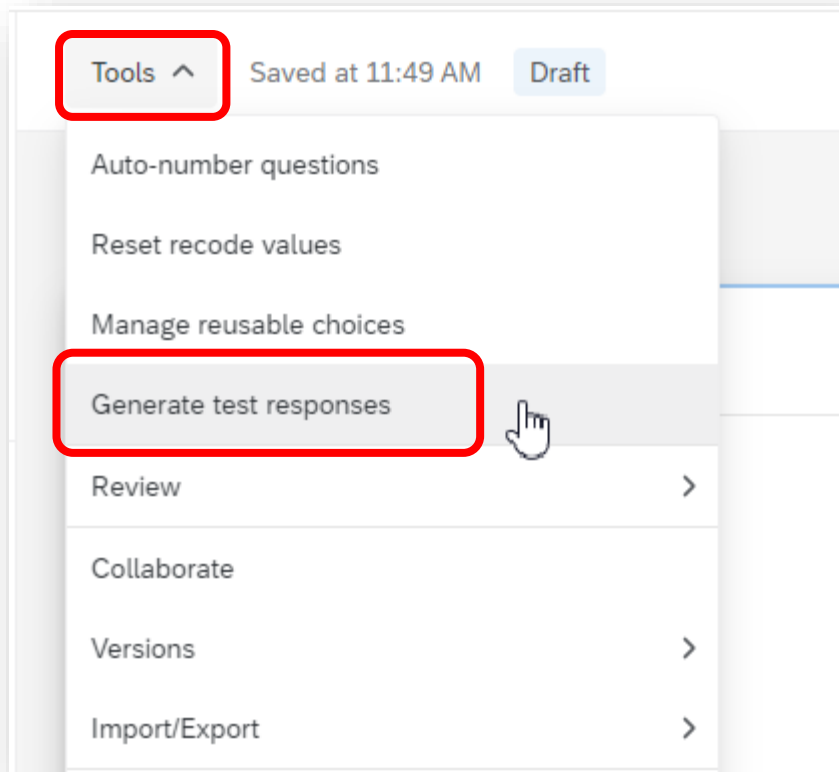 Tools Saved at 11:49 AM Draft
Auto-number questions
Reset recode values
Manage reusable choices
Generate test responses
Review
Collaborate
Versions
Import/Export